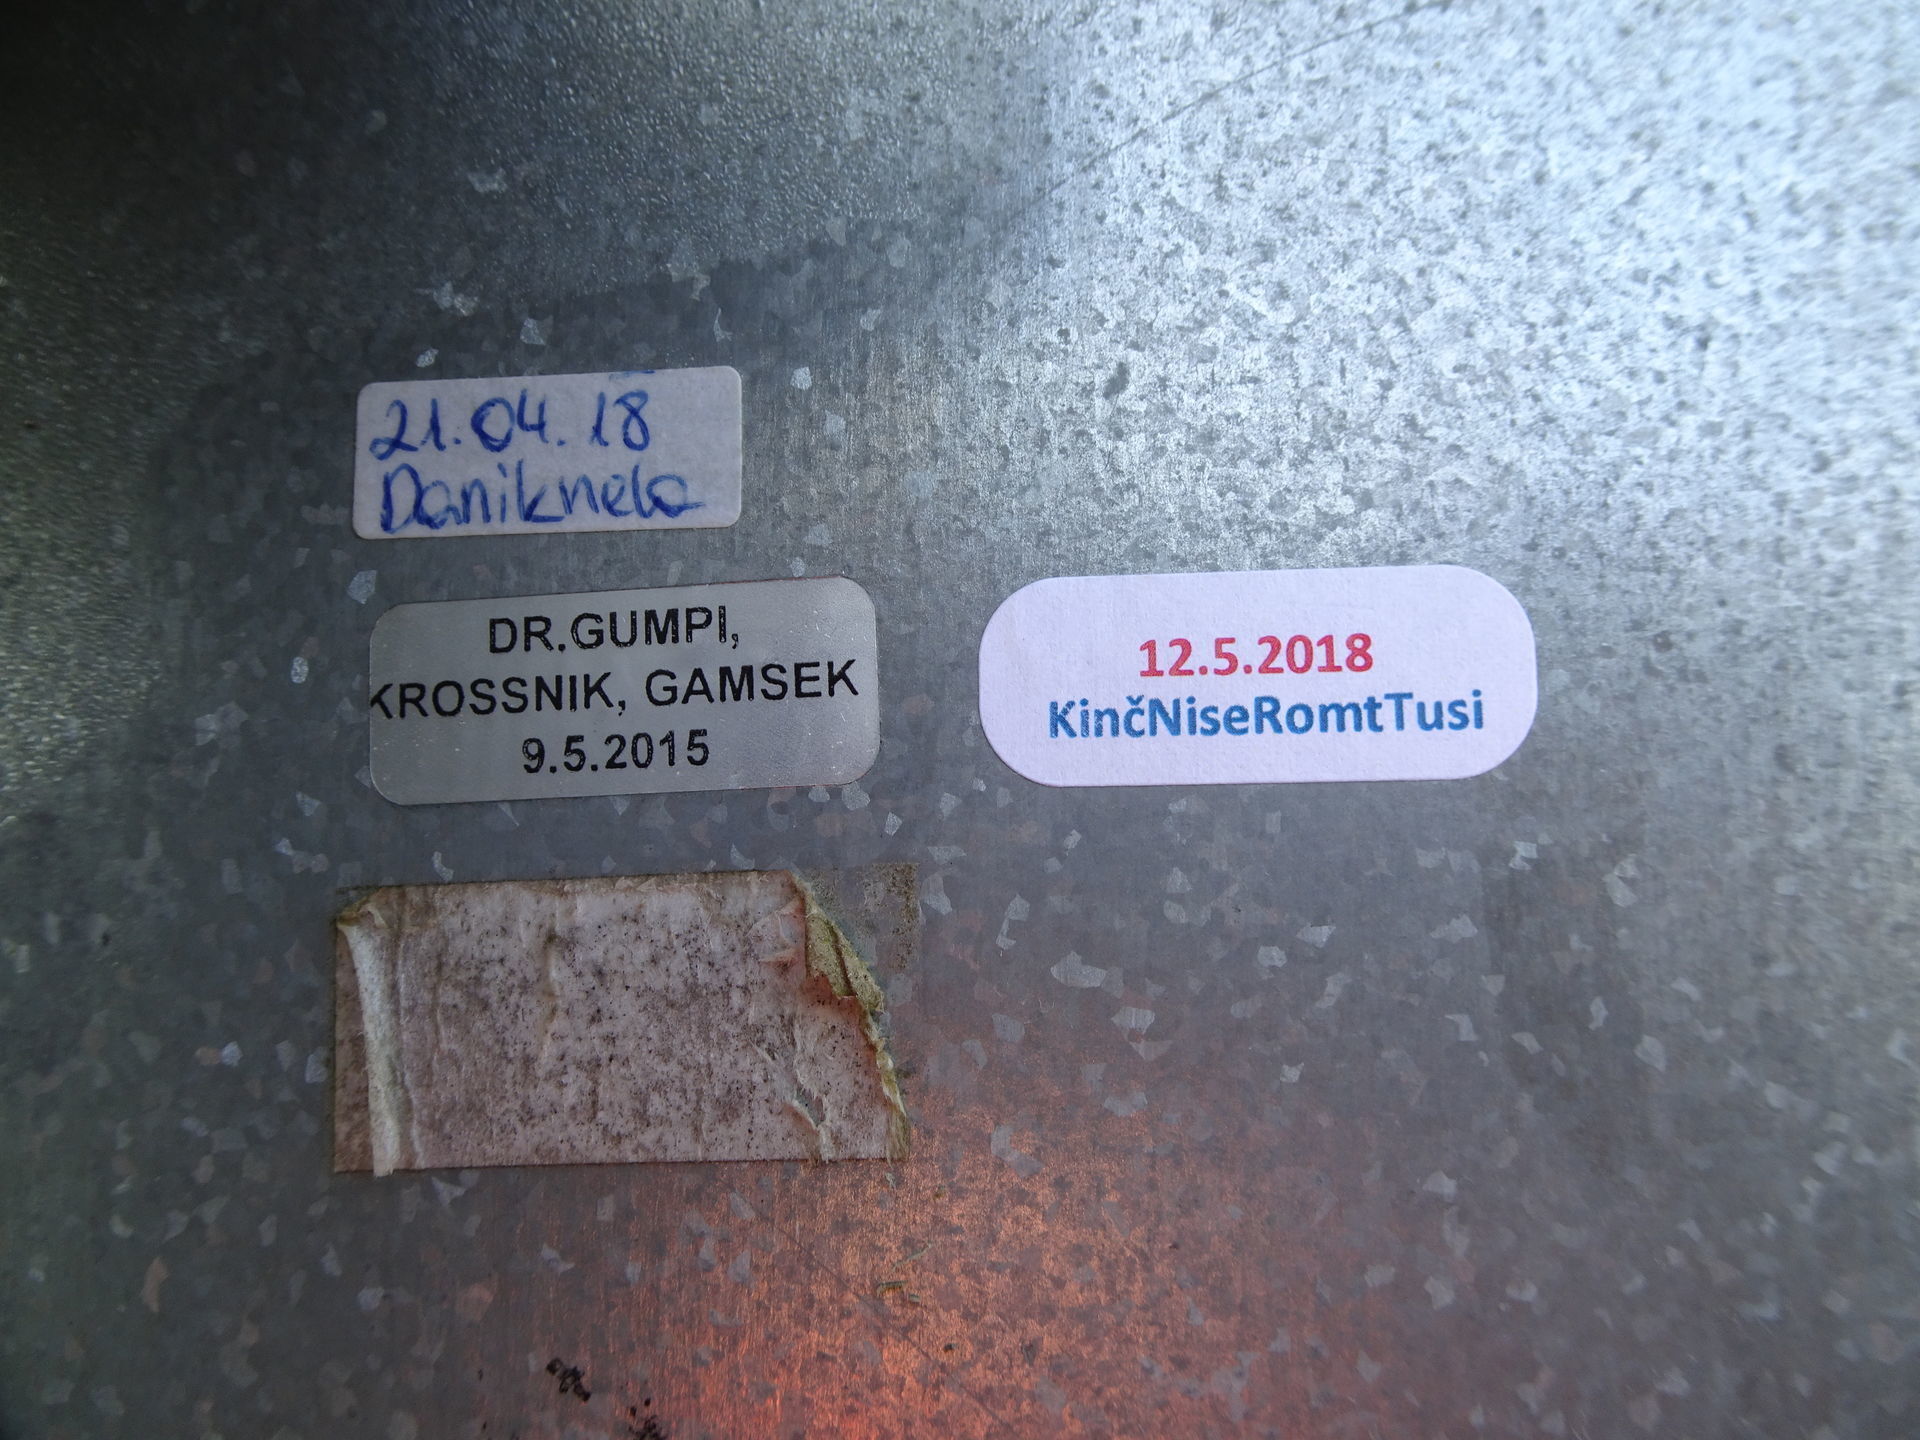 21.04.18
Daniknela
DR.GUMPI,
KROSSNIK, GAMSEK
9.5.2015
12.5.2018
KinčNiseRomtTusi